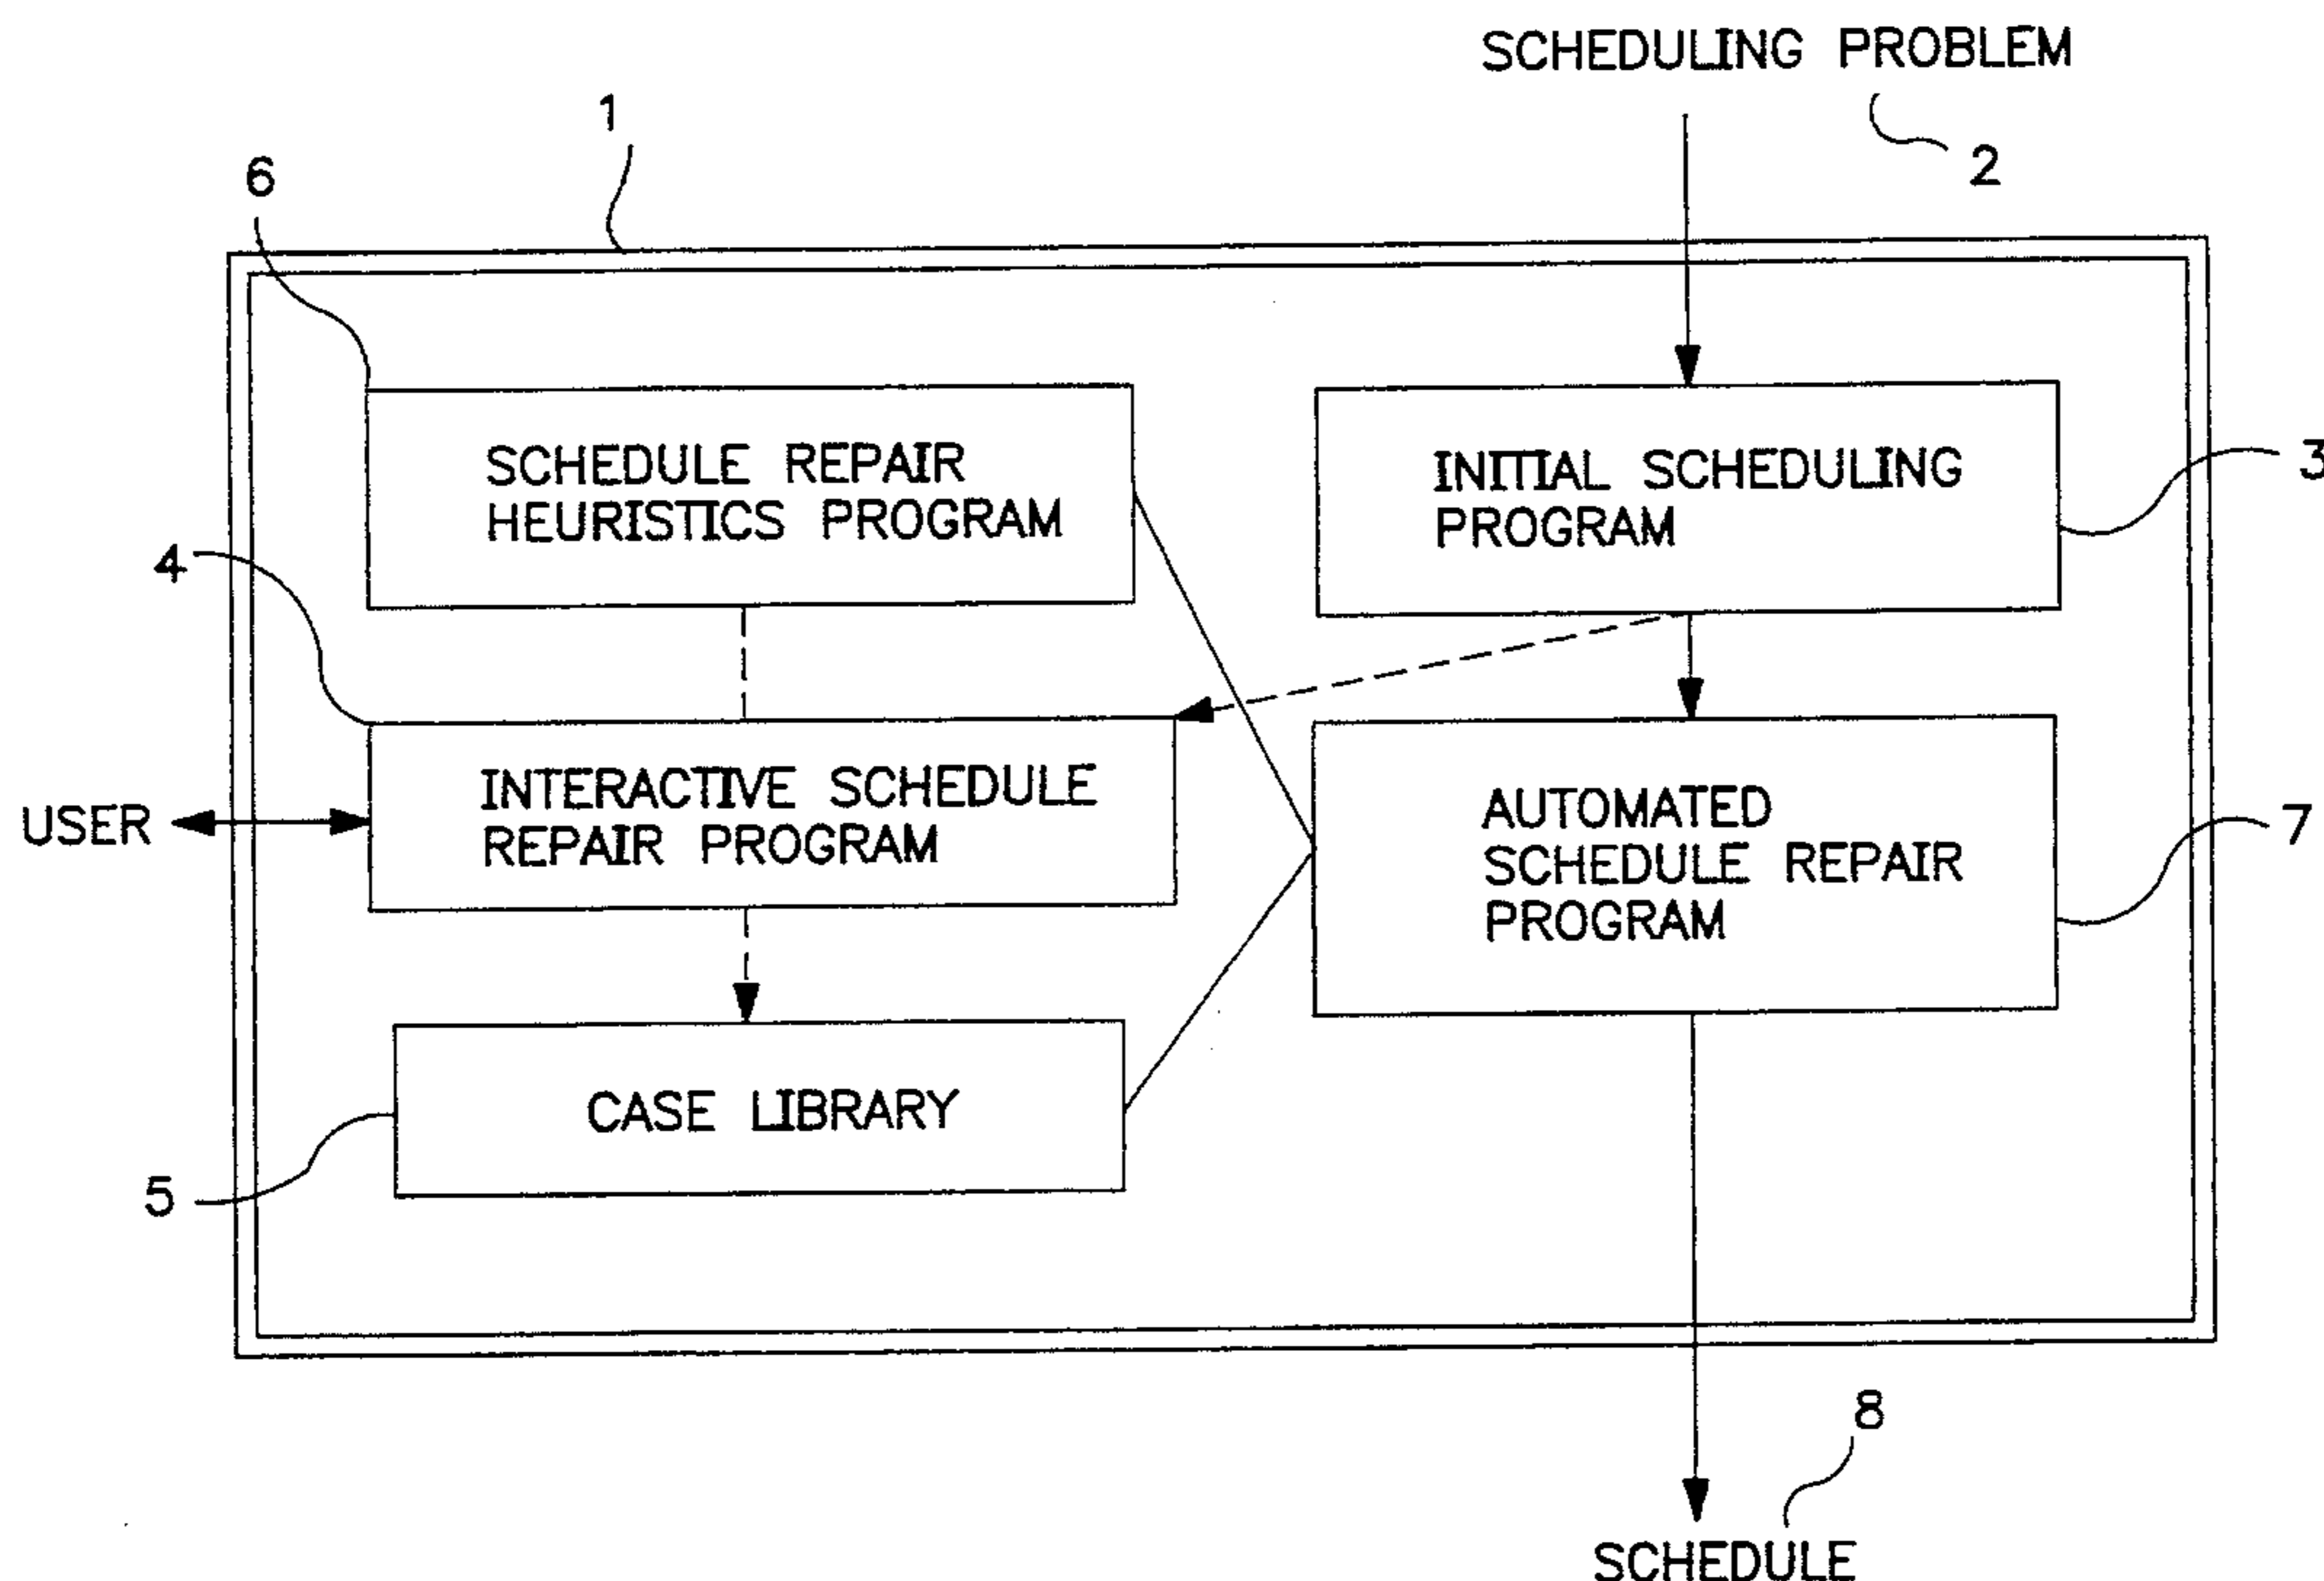 SCHEDULING PROBLEM
1
2
6
SCHEDULE REPAIR
HEURISTICS PROGRAM
INITIAL SCHEDULING
PROGRAM
3
4
INTERACTIVE SCHEDULE
REPAIR PROGRAM
USER
AUTOMATED
SCHEDULE REPAIR
PROGRAM
7
CASE LIBRARY
5
8
SCHEDULE